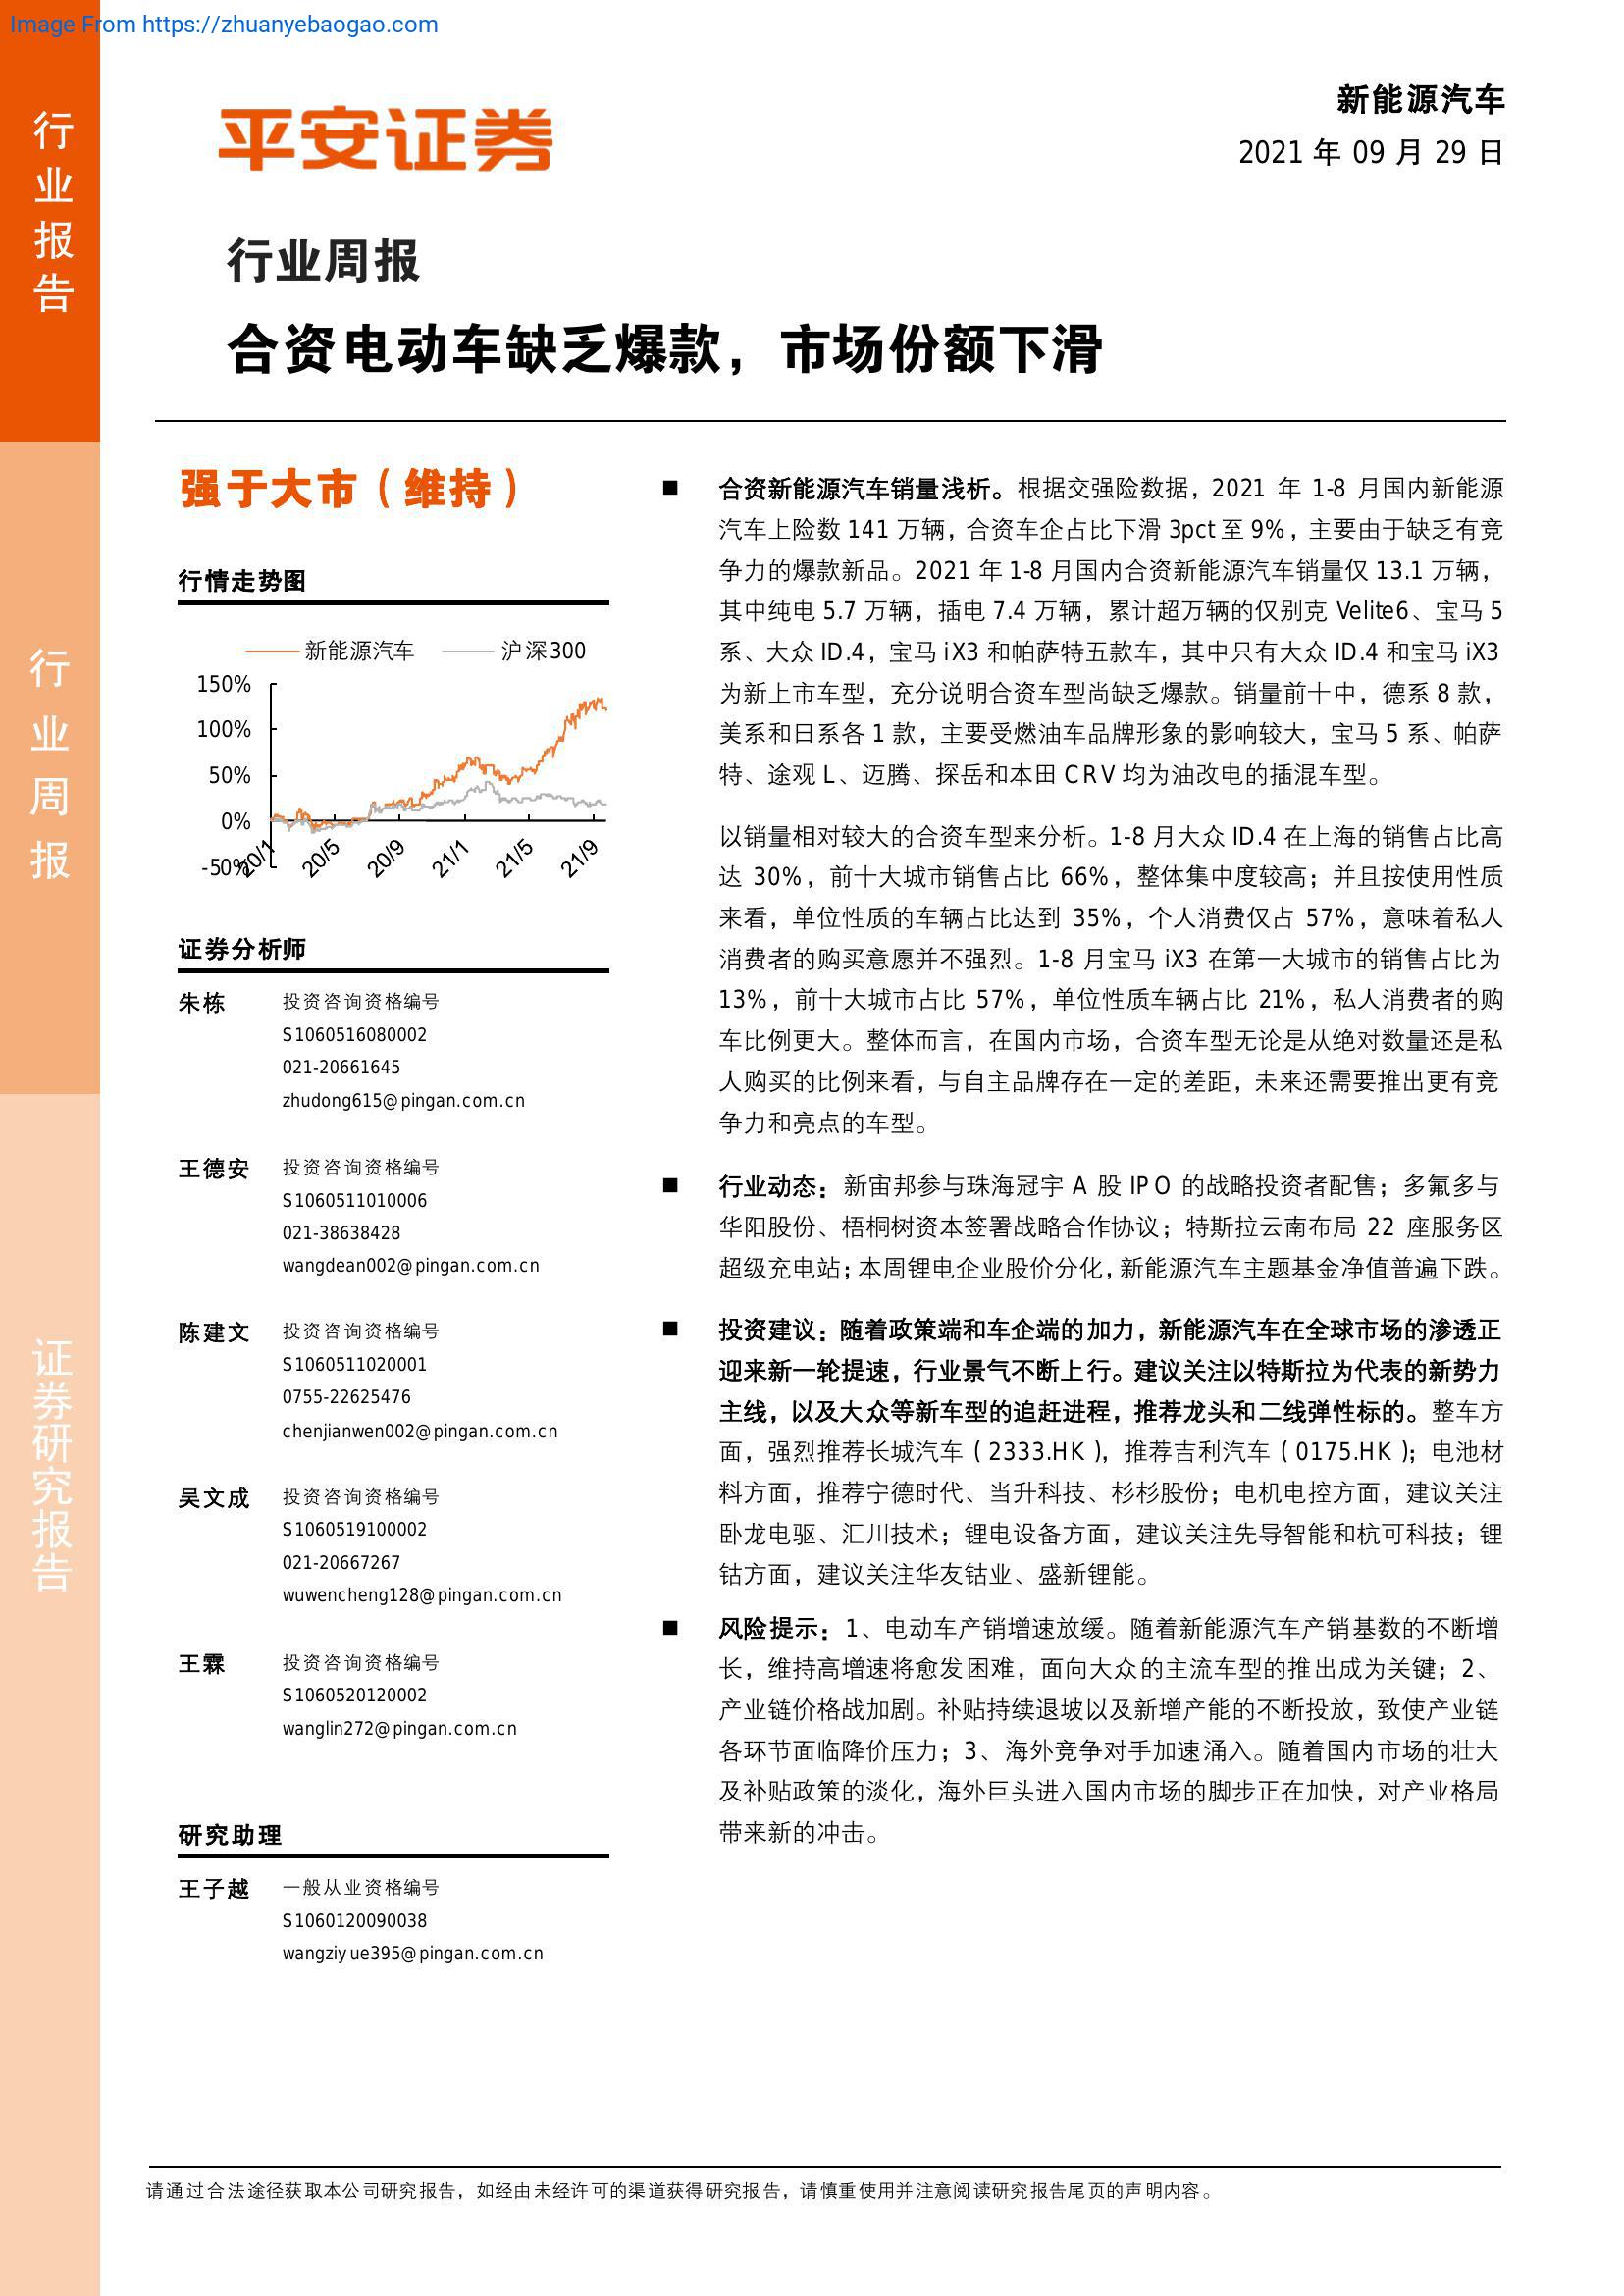 Image From https://zhuanyebaogao.com
行业报告
行业周报
证券研究报告
平安证券
新能源汽车
2021 年 09 月 29 日
行业周报
合资电动车缺乏爆款，市场份额下滑
强于大市（维持）
行情走势图
新能源汽车 沪深300
150%
100%
50%
0%
-50%
20/1 20/5 20/9 21/1 21/5 21/9
证券分析师
朱栋 投资咨询资格编号
S1060516080002
021-20661645
zhudong615@pingan.com.cn
王德安 投资咨询资格编号
S1060511010006
021-38638428
wangdean002@pingan.com.cn
陈建文 投资咨询资格编号
S1060511020001
0755-22625476
chenjianwen002@pingan.com.cn
吴文成 投资咨询资格编号
S1060519100002
021-20667267
wuwencheng128@pingan.com.cn
王霖 投资咨询资格编号
S1060520120002
wanglin272@pingan.com.cn
研究助理
王子越 一般从业资格编号
S1060120090038
wangziyue395@pingan.com.cn
■ 合资新能源汽车销量浅析。根据交强险数据，2021 年 1-8 月国内新能源
汽车上险数 141 万辆，合资车企占比下滑 3pct 至 9%，主要由于缺乏有竞
争力的爆款新品。2021 年 1-8 月国内合资新能源汽车销量仅 13.1 万辆，
其中纯电 5.7 万辆，插电 7.4 万辆，累计超万辆的仅别克 Velite6、宝马 5
系、大众 ID.4，宝马 iX3 和帕萨特五款车，其中只有大众 ID.4 和宝马 iX3
为新上市车型，充分说明合资车型尚缺乏爆款。销量前十中，德系 8 款，
美系和日系各 1 款，主要受燃油车品牌形象的影响较大，宝马 5 系、帕萨
特、途观 L、迈腾、探岳和本田 CRV 均为油改电的插混车型。
以销量相对较大的合资车型来分析。1-8 月大众 ID.4 在上海的销售占比高
达 30%，前十大城市销售占比 66%，整体集中度较高；并且按使用性质
来看，单位性质的车辆占比达到 35%，个人消费仅占 57%，意味着私人
消费者的购买意愿并不强烈。1-8 月宝马 iX3 在第一大城市的销售占比为
13%，前十大城市占比 57%，单位性质车辆占比 21%，私人消费者的购
车比例更大。整体而言，在国内市场，合资车型无论是从绝对数量还是私
人购买的比例来看，与自主品牌存在一定的差距，未来还需要推出更有竞
争力和亮点的车型。
■ 行业动态：新宙邦参与珠海冠宇 A 股 IPO 的战略投资者配售；多氟多与
华阳股份、梧桐树资本签署战略合作协议；特斯拉云南布局 22 座服务区
超级充电站；本周锂电企业股价分化，新能源汽车主题基金净值普遍下跌。
■ 投资建议：随着政策端和车企端的加力，新能源汽车在全球市场的渗透正
迎来新一轮提速，行业景气不断上行。建议关注以特斯拉为代表的新势力
主线，以及大众等新车型的追赶进程，推荐龙头和二线弹性标的。整车方
面，强烈推荐长城汽车（2333.HK），推荐吉利汽车（0175.HK）；电池材
料方面，推荐宁德时代、当升科技、杉杉股份；电机电控方面，建议关注
卧龙电驱、汇川技术；锂电设备方面，建议关注先导智能和杭可科技；锂
钴方面，建议关注华友钴业、盛新锂能。
■ 风险提示：1、电动车产销增速放缓。随着新能源汽车产销基数的不断增
长，维持高增速将愈发困难，面向大众的主流车型的推出成为关键；2、
产业链价格战加剧。补贴持续退坡以及新增产能的不断投放，致使产业链
各环节面临降价压力；3、海外竞争对手加速涌入。随着国内市场的壮大
及补贴政策的淡化，海外巨头进入国内市场的脚步正在加快，对产业格局
带来新的冲击。
请通过合法途径获取本公司研究报告，如经由未经许可的渠道获得研究报告，请慎重使用并注意阅读研究报告尾页的声明内容。